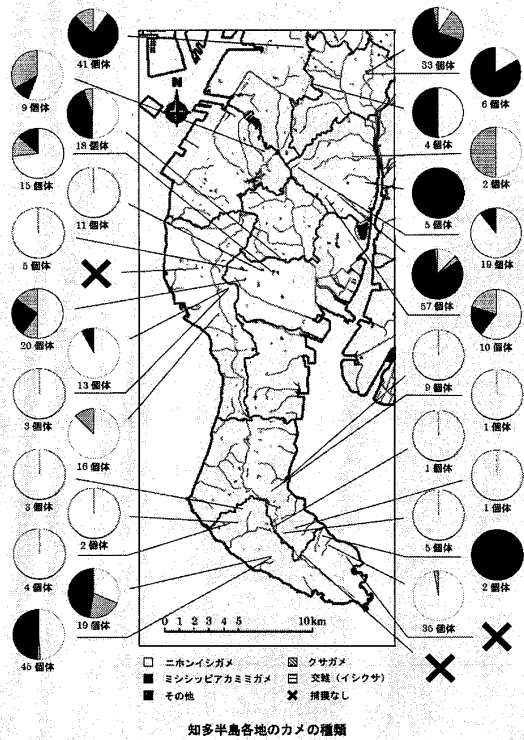 41 個体
33 個体
9 個体
6 個体
N
18 個体
4 個体
15 個体
2 個体
11 個体
5 個体
5 個体
19 個体
57 個体
20 個体
10 個体
13 個体
9 個体
3 個体
1 個体
16 個体
1 個体
3 個体
1 個体
2 個体
5 個体
4 個体
2 個体
19 個体
35 個体
45 個体
0 1 2 3 4 5 10km
ニホンイシガメ クサガメ
ミシシッピアカミミガメ 交雑（イシクサ）
その他 捕獲なし
知多半島各地のカメの種類